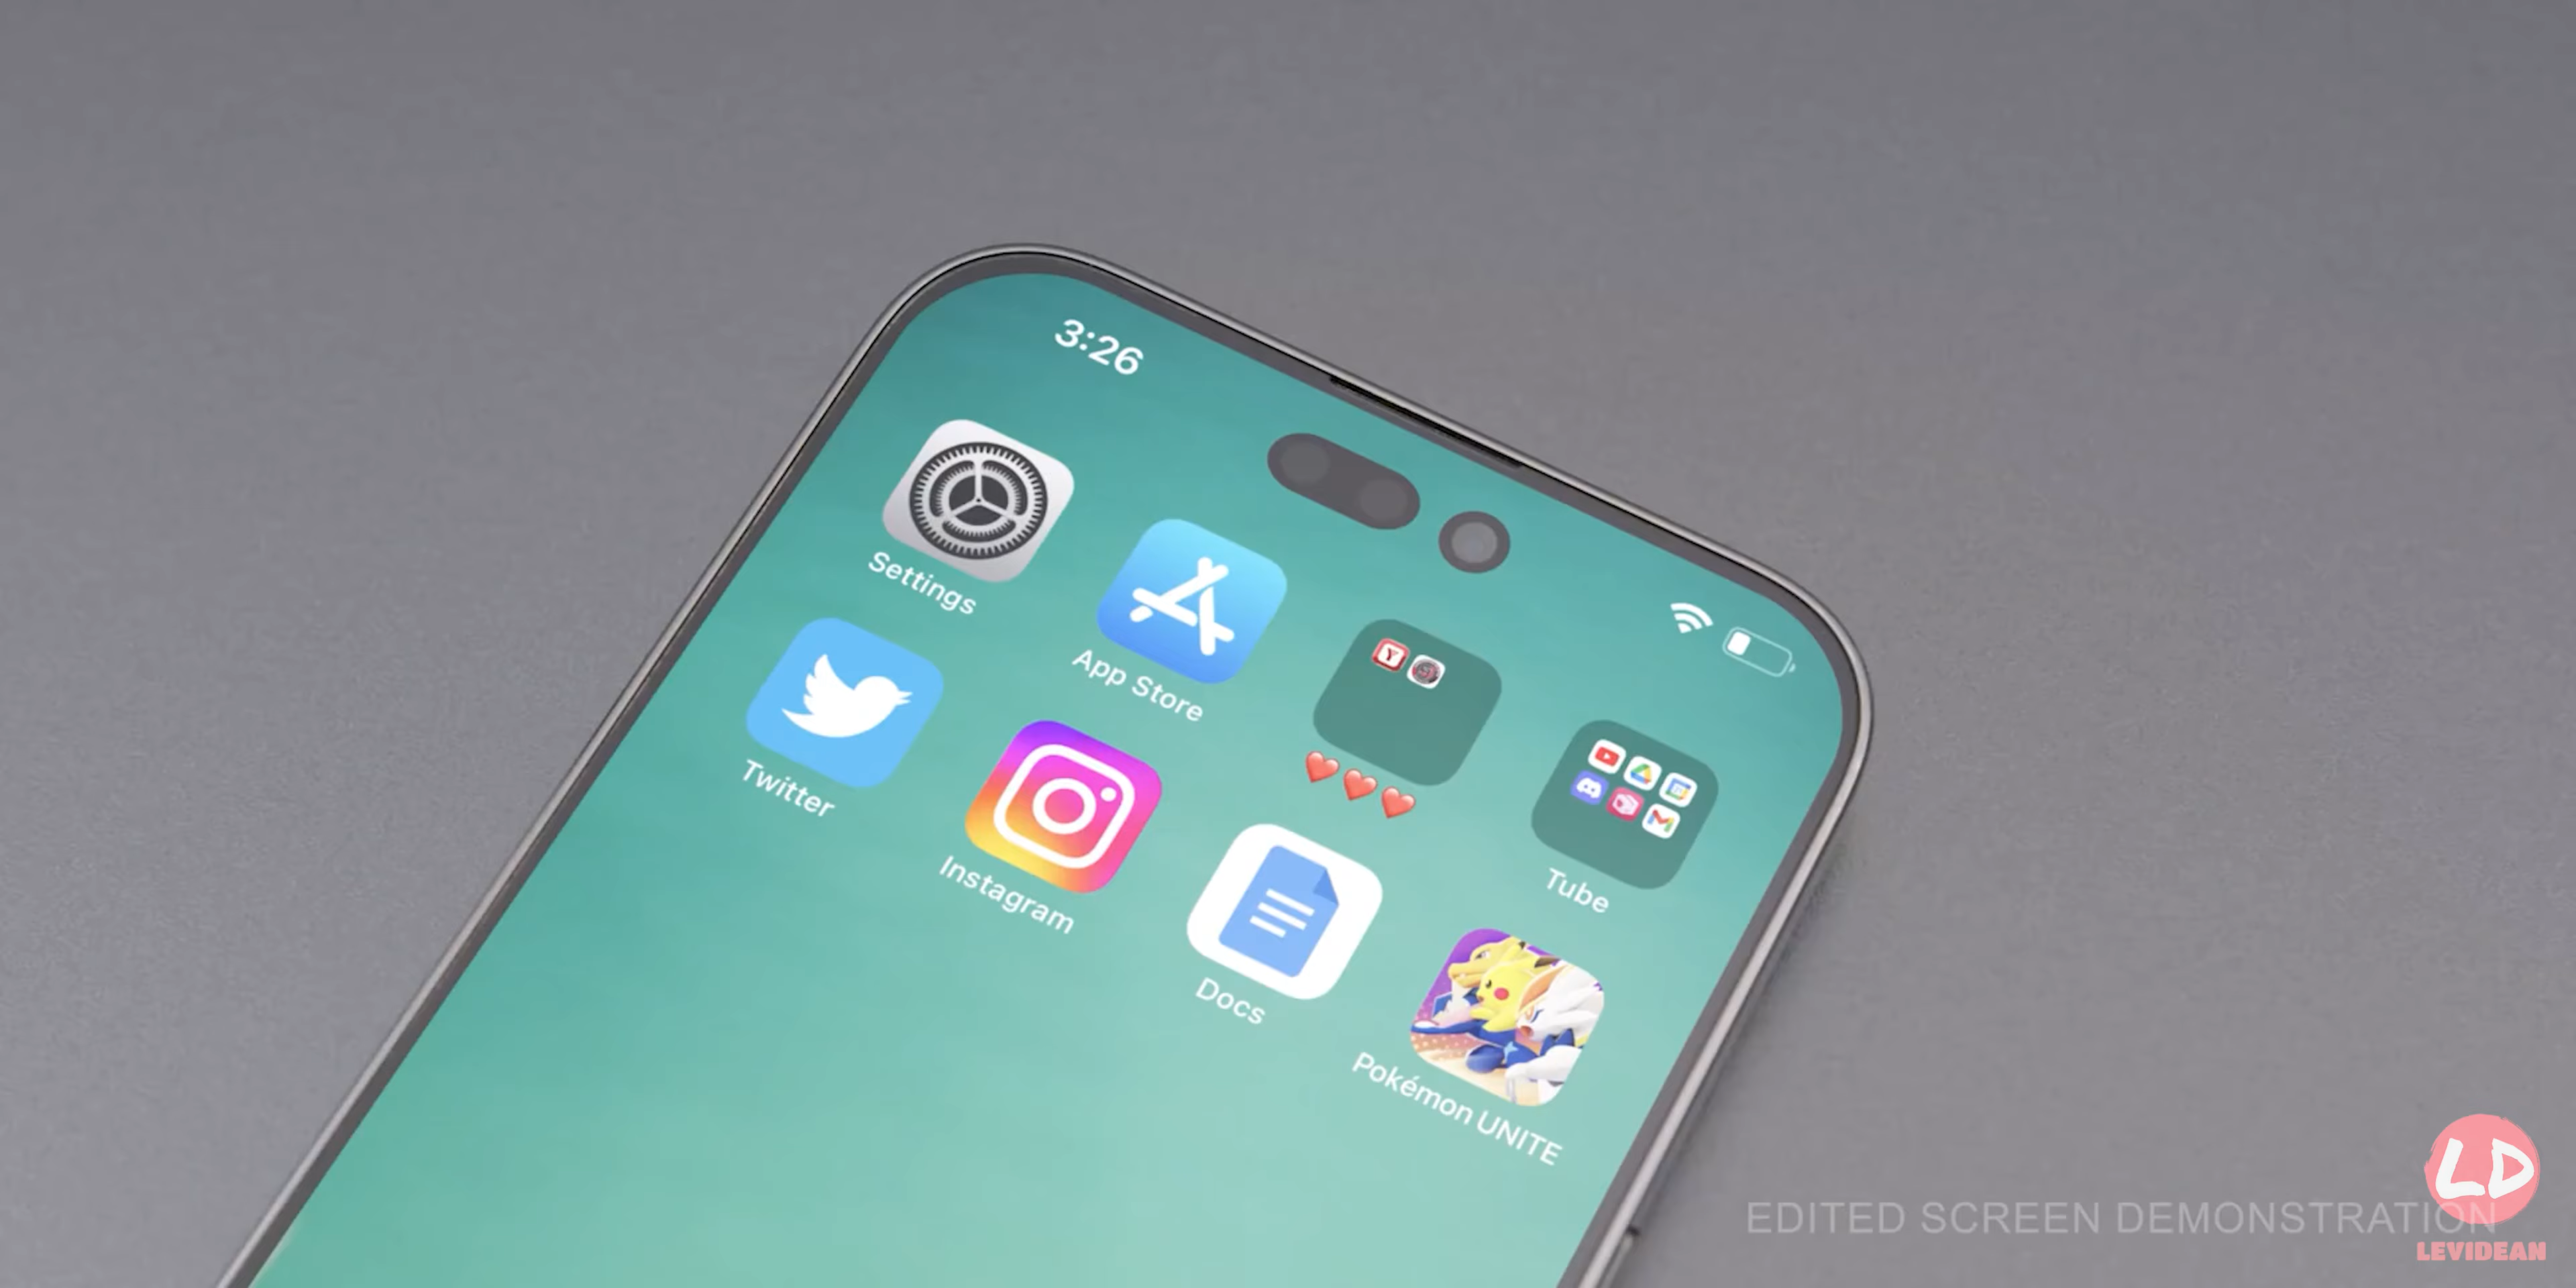 3:26
Settings
App Store
❤️❤️❤️
Tube
Twitter
Instagram
Docs
Pokémon UNITE
EDITED SCREEN DEMONSTRATION
LD
LEVIDEAN